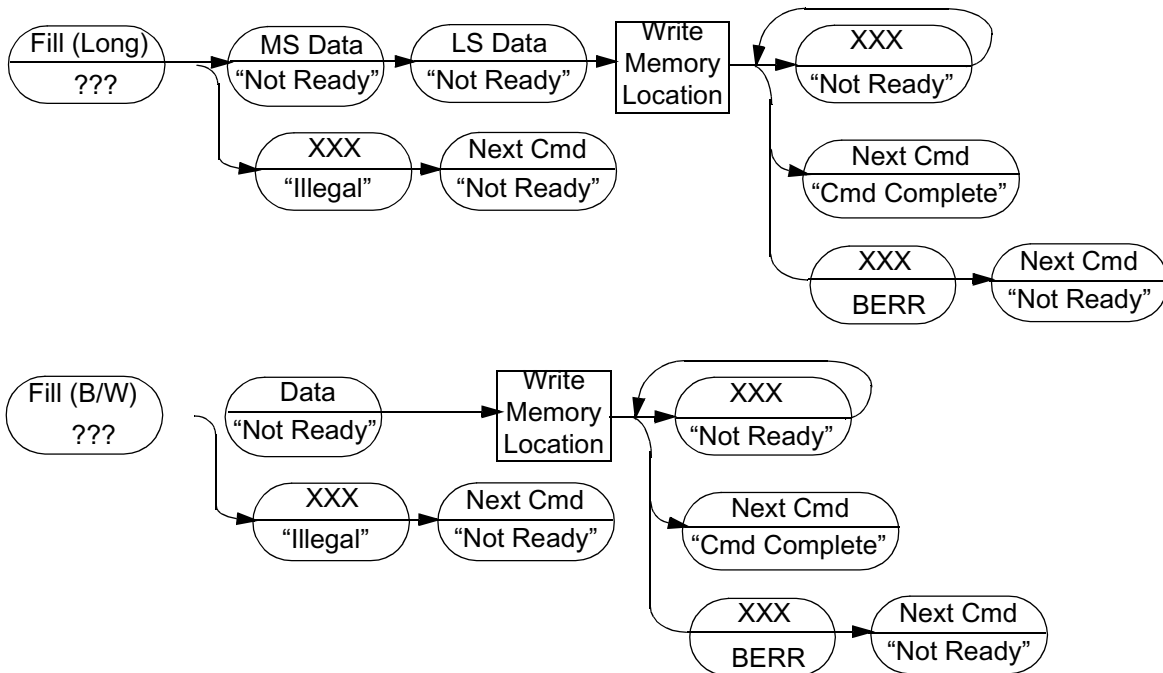 Fill (Long)
???
MS Data
“Not Ready”
LS Data
“Not Ready”
Write
Memory
Location
XXX
“Not Ready”
XXX
“Illegal”
Next Cmd
“Not Ready”
Next Cmd
“Cmd Complete”
XXX
BERR
Next Cmd
“Not Ready”
Fill (B/W)
???
Data
“Not Ready”
Write
Memory
Location
XXX
“Not Ready”
XXX
“Illegal”
Next Cmd
“Not Ready”
Next Cmd
“Cmd Complete”
XXX
BERR
Next Cmd
“Not Ready”